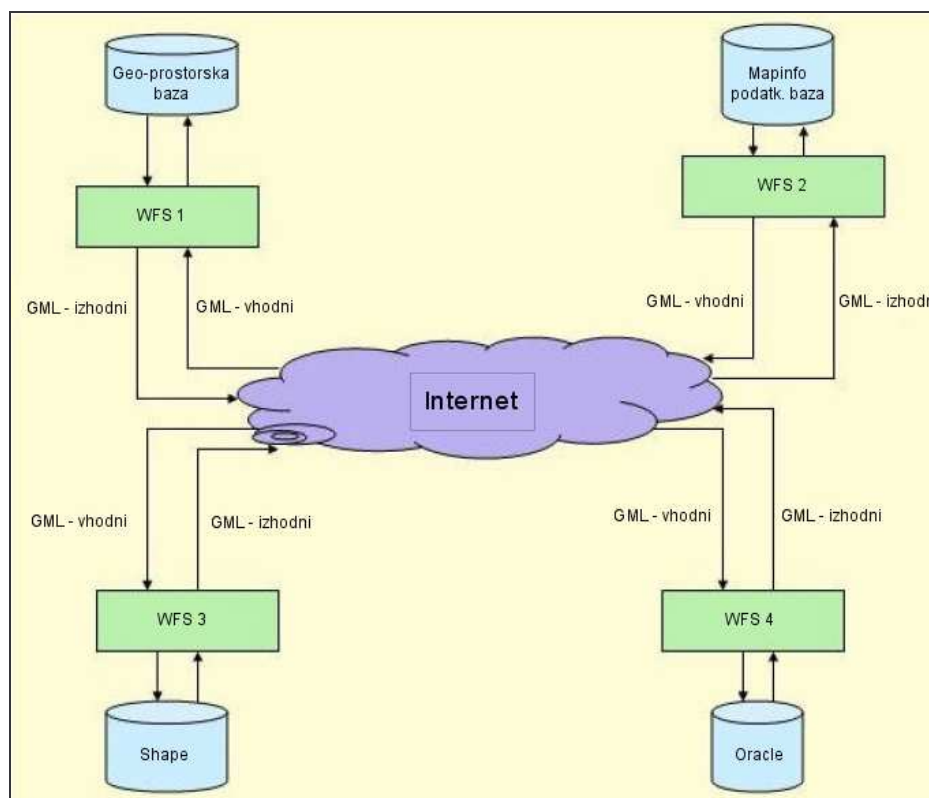 Geo-prostorska
baza
Mapinfo
podatk. baza
WFS 1
WFS 2
GML - izhodni
GML - vhodni
GML - vhodni
GML - izhodni
Internet
GML - vhodni
GML - izhodni
GML - vhodni
GML - izhodni
WFS 3
WFS 4
Shape
Oracle